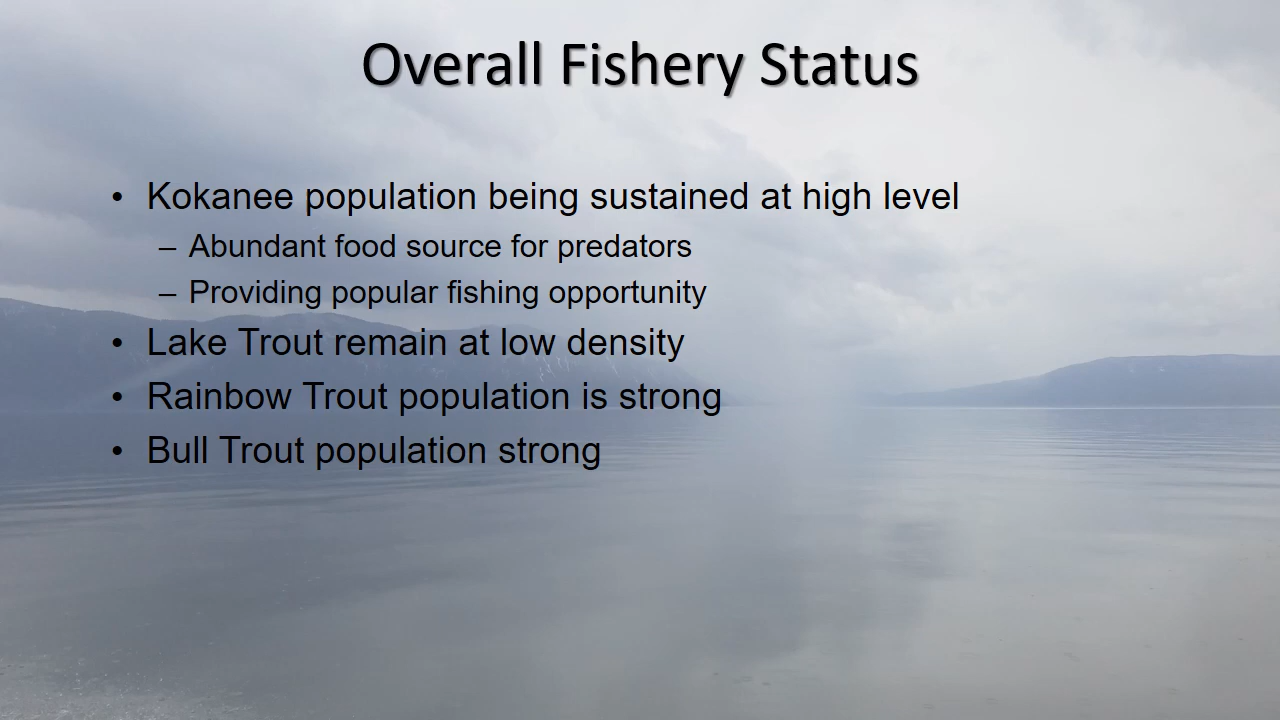 Overall Fishery Status
• Kokanee population being sustained at high level
– Abundant food source for predators
– Providing popular fishing opportunity
• Lake Trout remain at low density
• Rainbow Trout population is strong
• Bull Trout population strong